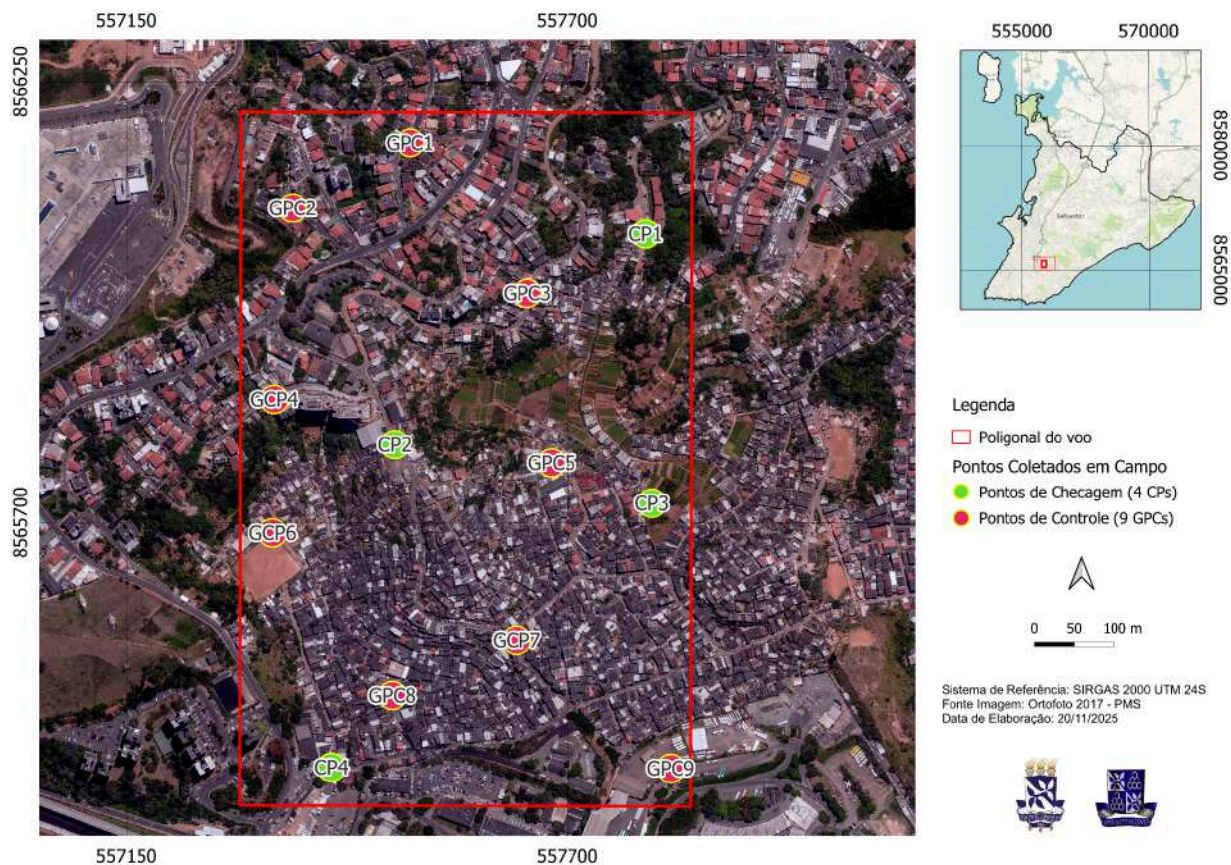 557150
557700
8566250
8565700
GPC1
GPC2
CP1
GPC3
GCP4
CP2
GPC5
CP3
GCP6
GCP7
GPC8
CP4
GPC9
557150
557700
555000
570000
8580000
8565000
Salvador
Legenda
Poligonal do voo
Pontos Coletados em Campo
Pontos de Checagem (4 CPs)
Pontos de Controle (9 GPCs)
0 50 100 m
Sistema de Referência: SIRGAS 2000 UTM 24S
Fonte Imagem: Ortofoto 2017 - PMS
Data de Elaboração: 20/11/2025